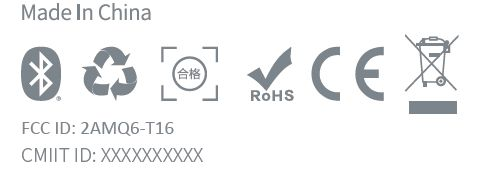 Made In China
合格
RoHS
CE
FCC ID: 2AMQ6-T16
CMIIT ID: XXXXXXXXXX